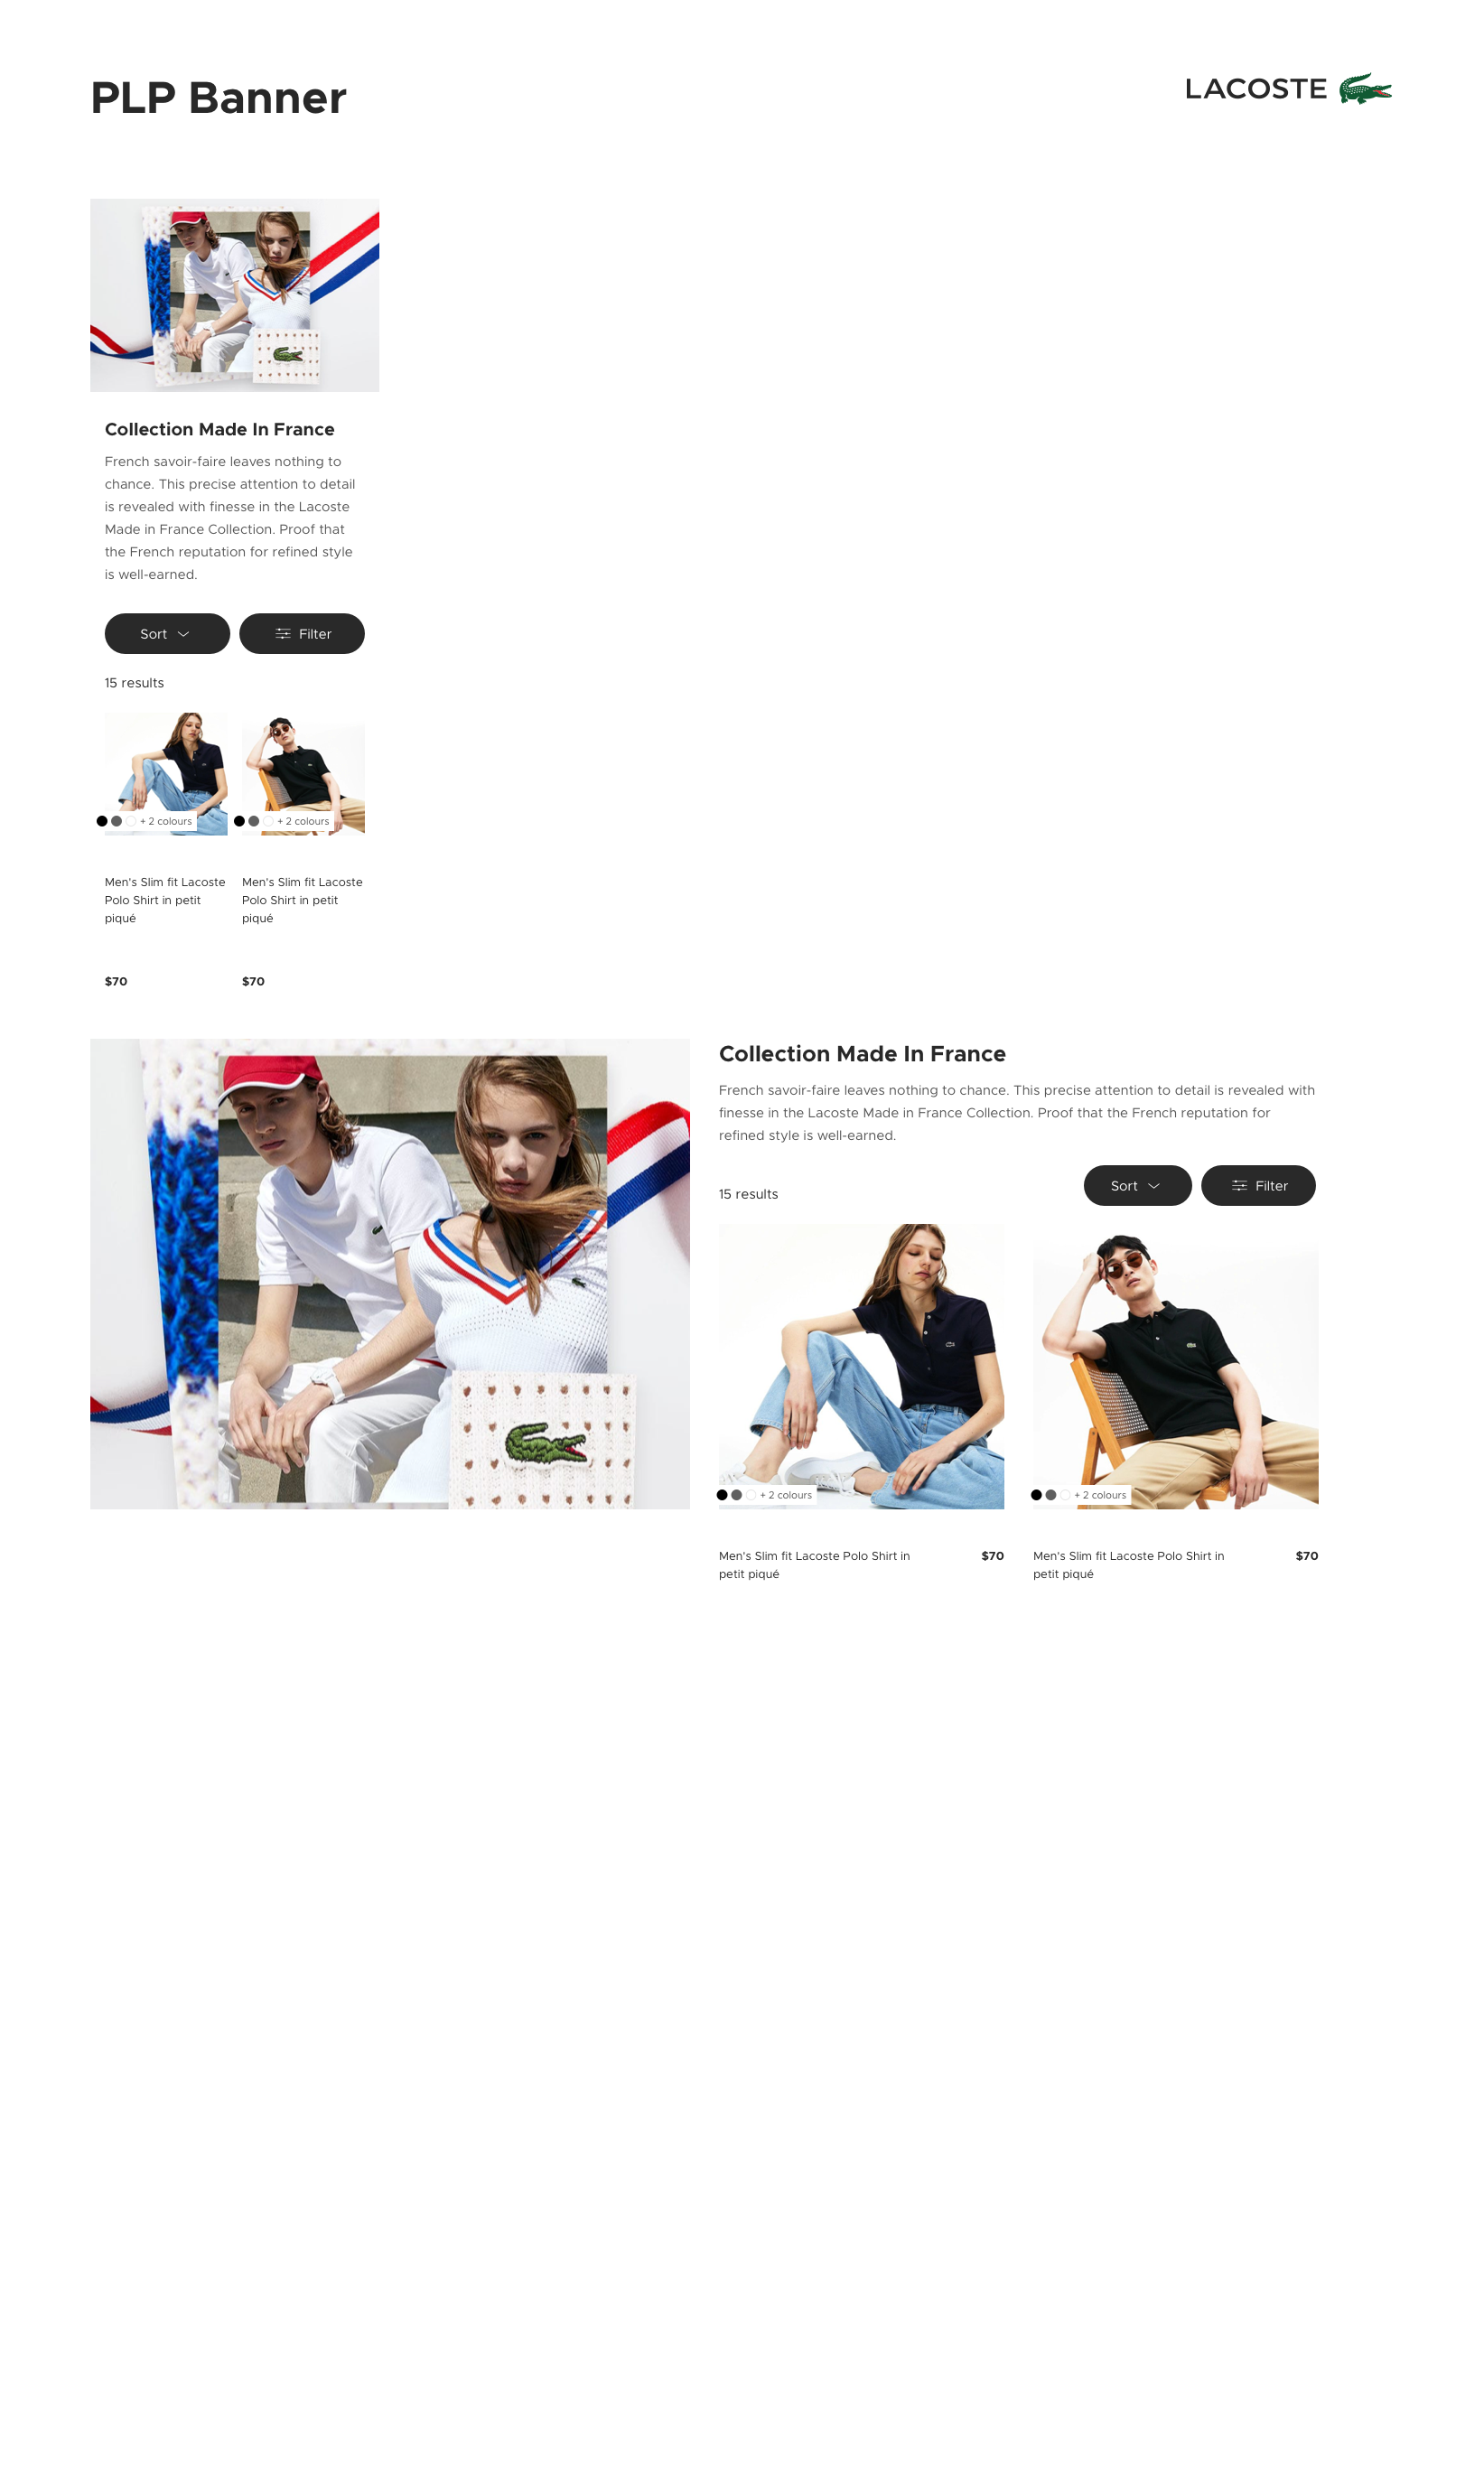 PLP Banner
LACOSTE
Collection Made In France
French savoir-faire leaves nothing to
chance. This precise attention to detail
is revealed with finesse in the Lacoste
Made in France Collection. Proof that
the French reputation for refined style
is well-earned.
Sort
Filter
15 results
+ 2 colours
+ 2 colours
Men's Slim fit Lacoste
Polo Shirt in petit
piqué
$70
Men's Slim fit Lacoste
Polo Shirt in petit
piqué
$70
Collection Made In France
French savoir-faire leaves nothing to chance. This precise attention to detail is revealed with
finesse in the Lacoste Made in France Collection. Proof that the French reputation for
refined style is well-earned.
15 results
Sort
Filter
+ 2 colours
+ 2 colours
Men's Slim fit Lacoste Polo Shirt in
petit piqué
$70
Men's Slim fit Lacoste Polo Shirt in
petit piqué
$70